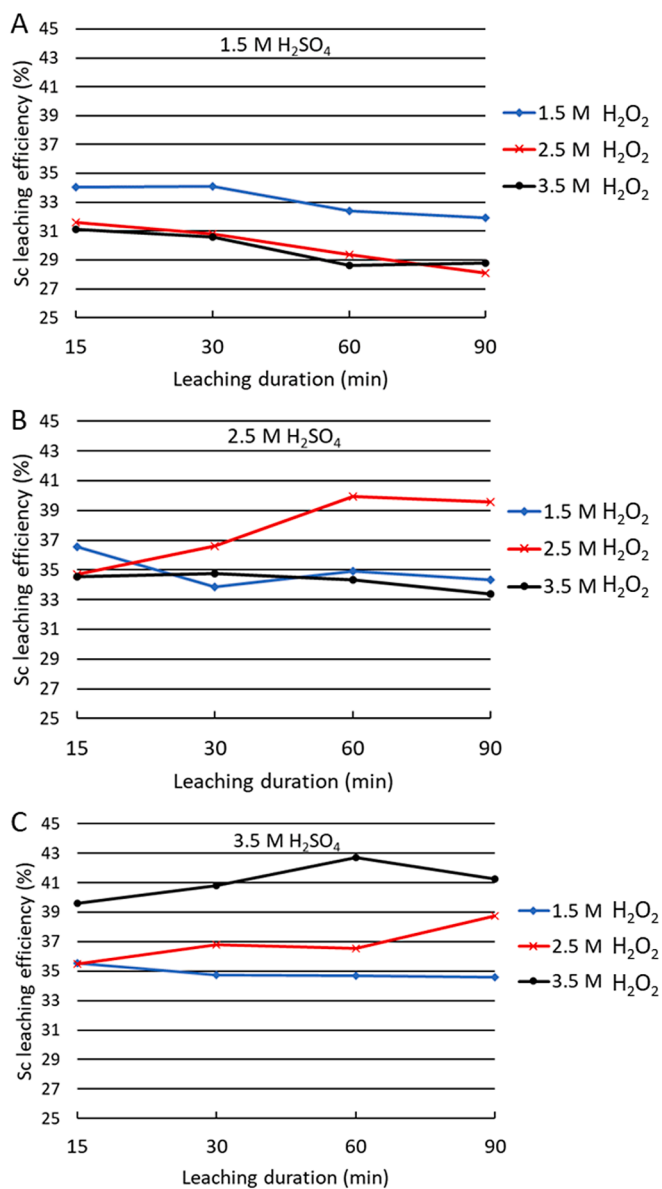 A
1.5 M H₂SO₄
Sc leaching efficiency (%)
45
43
41
39
37
35
33
31
29
27
25
15 30 60 90
Leaching duration (min)
1.5 M H₂O₂
2.5 M H₂O₂
3.5 M H₂O₂
B
2.5 M H₂SO₄
Sc leaching efficiency (%)
45
43
41
39
37
35
33
31
29
27
25
15 30 60 90
Leaching duration (min)
1.5 M H₂O₂
2.5 M H₂O₂
3.5 M H₂O₂
C
3.5 M H₂SO₄
Sc leaching efficiency (%)
45
43
41
39
37
35
33
31
29
27
25
15 30 60 90
Leaching duration (min)
1.5 M H₂O₂
2.5 M H₂O₂
3.5 M H₂O₂